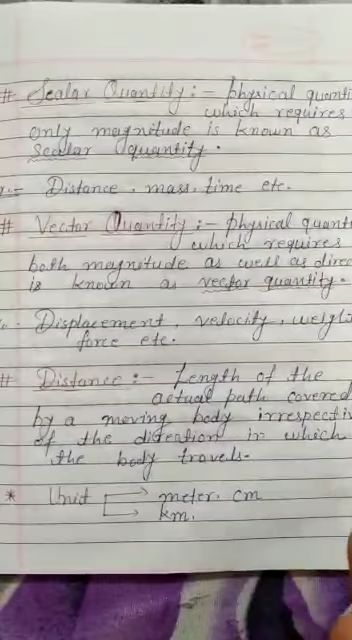 # Scalar Quantity :- physical quanti
which requires
only magnitude is known as
scalar quantity.
Distance, mass, time etc.
# Vector Quantity :- physical quant
which requires
both magnitude as well as direc
is known as vector quantity.
Displacement, velocity, weight
force etc.
# Distance :- Length of the
actual path covered
by a moving body irrespectiv
of the in which
the body travels.
* Unit → meter. cm
→ km.